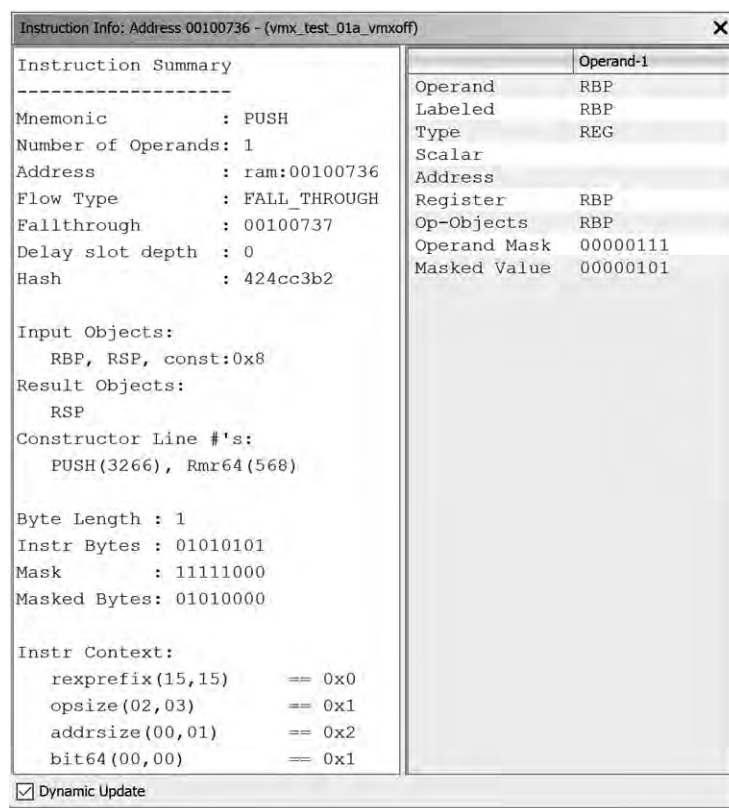 Instruction Info: Address 00100736 - (vmx_test_01a_vmxoff)
Instruction Summary
-------------------
Mnemonic : PUSH
Number of Operands: 1
Address : ram:00100736
Flow Type : FALL_THROUGH
Fallthrough : 00100737
Delay slot depth : 0
Hash : 424cc3b2
Input Objects:
RBP, RSP, const:0x8
Result Objects:
RSP
Constructor Line #'s:
PUSH(3266), Rmr64(568)
Byte Length : 1
Instr Bytes : 01010101
Mask : 11111000
Masked Bytes: 01010000
Instr Context:
rexprefix(15,15) == 0x0
opsize(02,03) == 0x1
addrsize(00,01) == 0x2
bit64(00,00) == 0x1
Operand-1
Operand RBP
Labeled RBP
Type REG
Scalar
Address
Register RBP
Op-Objects RBP
Operand Mask 00000111
Masked Value 00000101
Dynamic Update